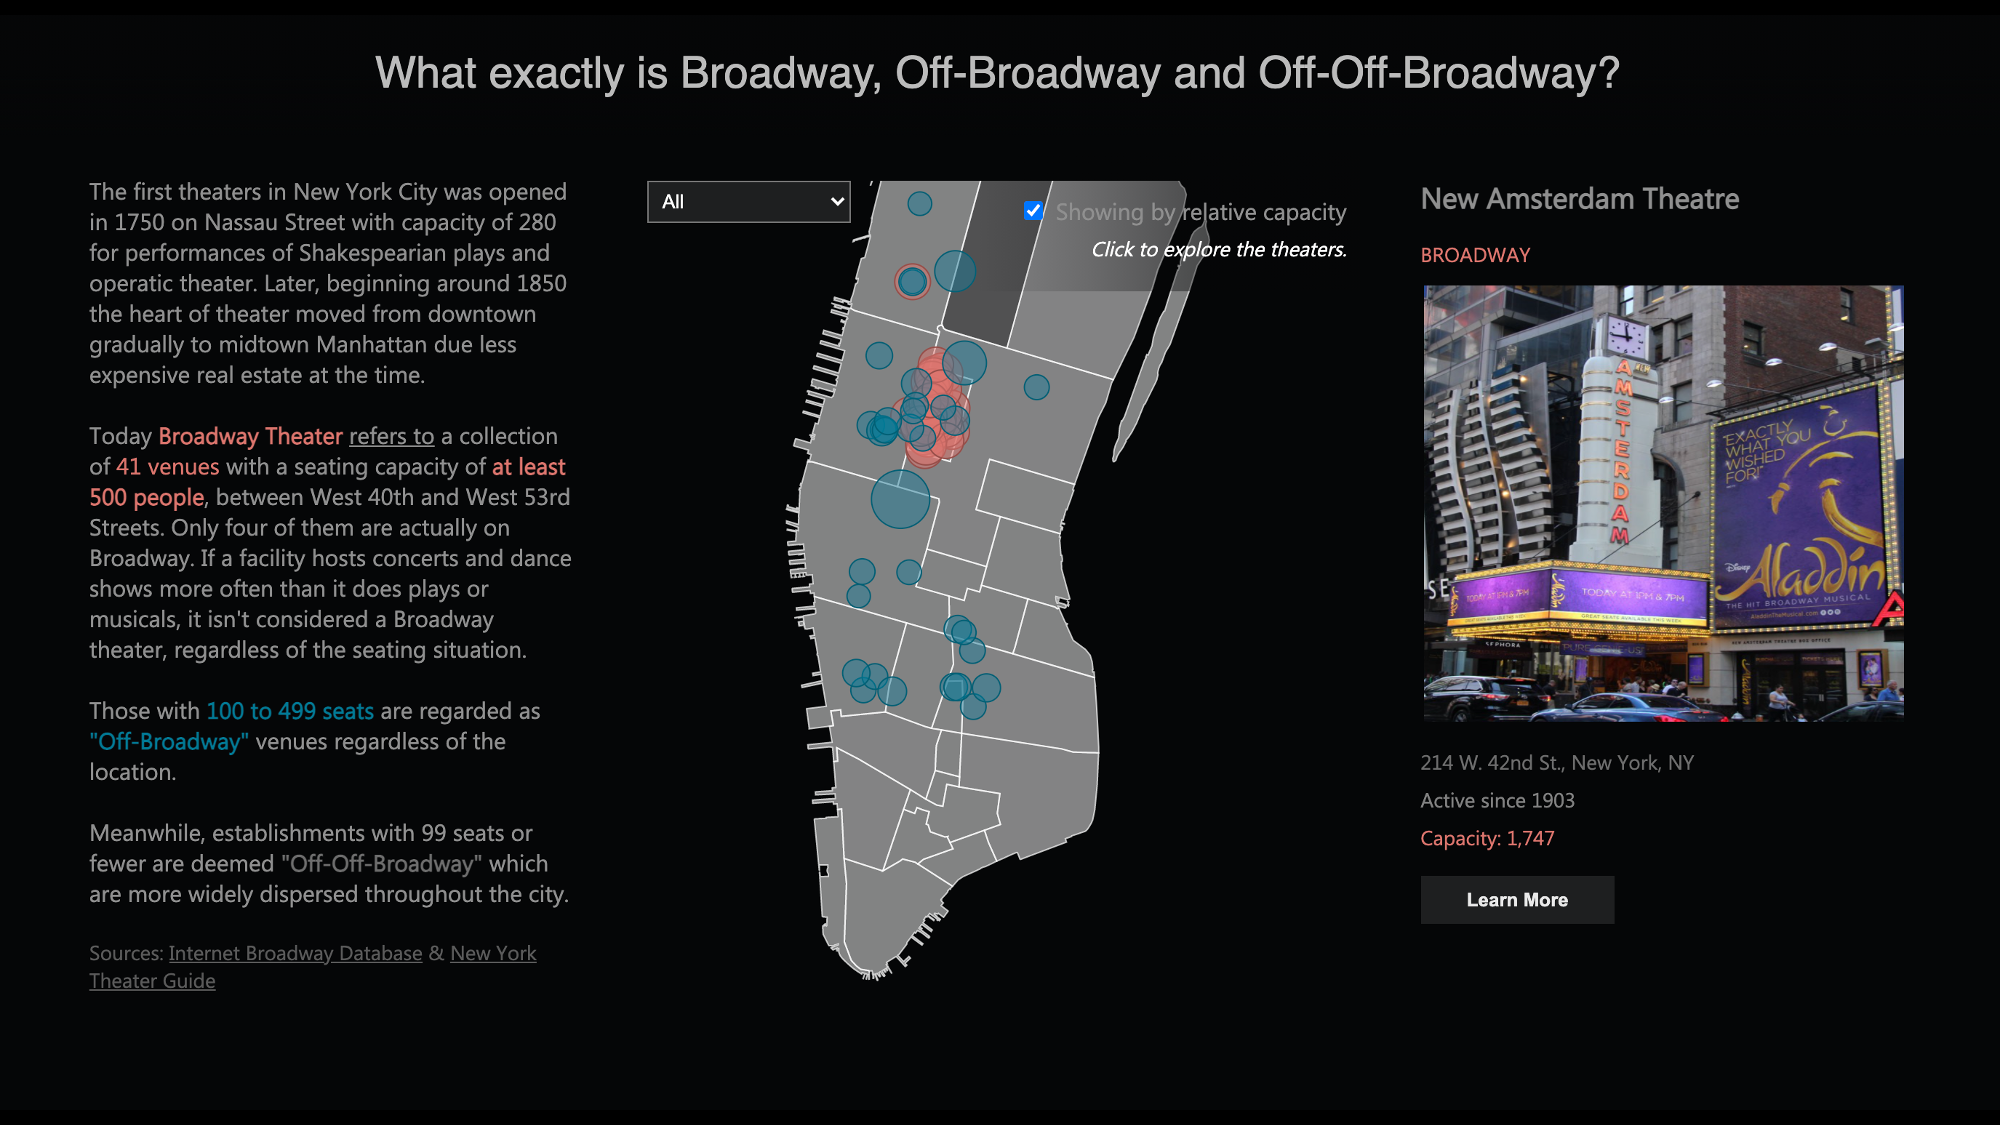 What exactly is Broadway, Off-Broadway and Off-Off-Broadway?
The first theaters in New York City was opened
in 1750 on Nassau Street with capacity of 280
for performances of Shakespearian plays and
operatic theater. Later, beginning around 1850
the heart of theater moved from downtown
gradually to midtown Manhattan due less
expensive real estate at the time.
Today Broadway Theater refers to a collection
of 41 venues with a seating capacity of at least
500 people, between West 40th and West 53rd
Streets. Only four of them are actually on
Broadway. If a facility hosts concerts and dance
shows more often than it does plays or
musicals, it isn't considered a Broadway
theater, regardless of the seating situation.
Those with 100 to 499 seats are regarded as
"Off-Broadway" venues regardless of the
location.
Meanwhile, establishments with 99 seats or
fewer are deemed "Off-Off-Broadway" which
are more widely dispersed throughout the city.
Sources: Internet Broadway Database & New York
Theater Guide
All
Showing by relative capacity
Click to explore the theaters.
New Amsterdam Theatre
BROADWAY
AMSTERDAM
"EXACTLY
WHAT YOU
WISHED
FOR!"
Disney
Aladdin
THE HIT BROADWAY MUSICAL
TODAY AT 1PM & 7PM
TODAY AT 1PM & 7PM
SEPHORA
214 W. 42nd St., New York, NY
Active since 1903
Capacity: 1,747
Learn More